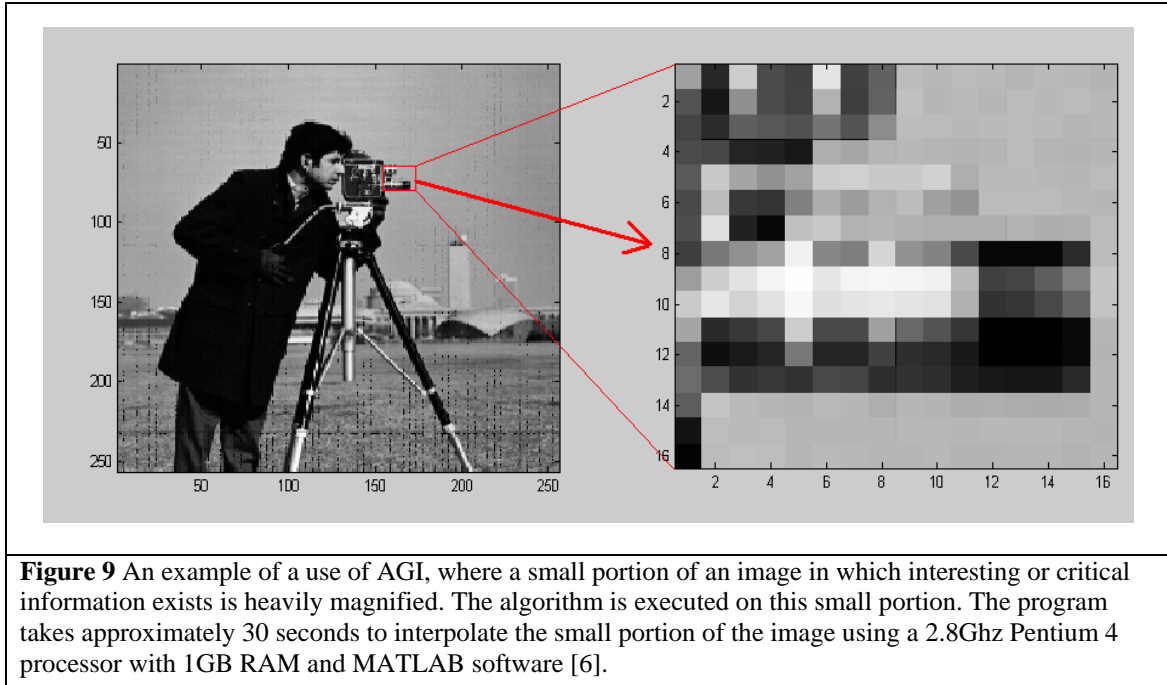 50
100
150
200
250
50 100 150 200 250
2
4
6
8
10
12
14
16
2 4 6 8 10 12 14 16
Figure 9 An example of a use of AGI, where a small portion of an image in which interesting or critical
information exists is heavily magnified. The algorithm is executed on this small portion. The program
takes approximately 30 seconds to interpolate the small portion of the image using a 2.8Ghz Pentium 4
processor with 1GB RAM and MATLAB software [6].